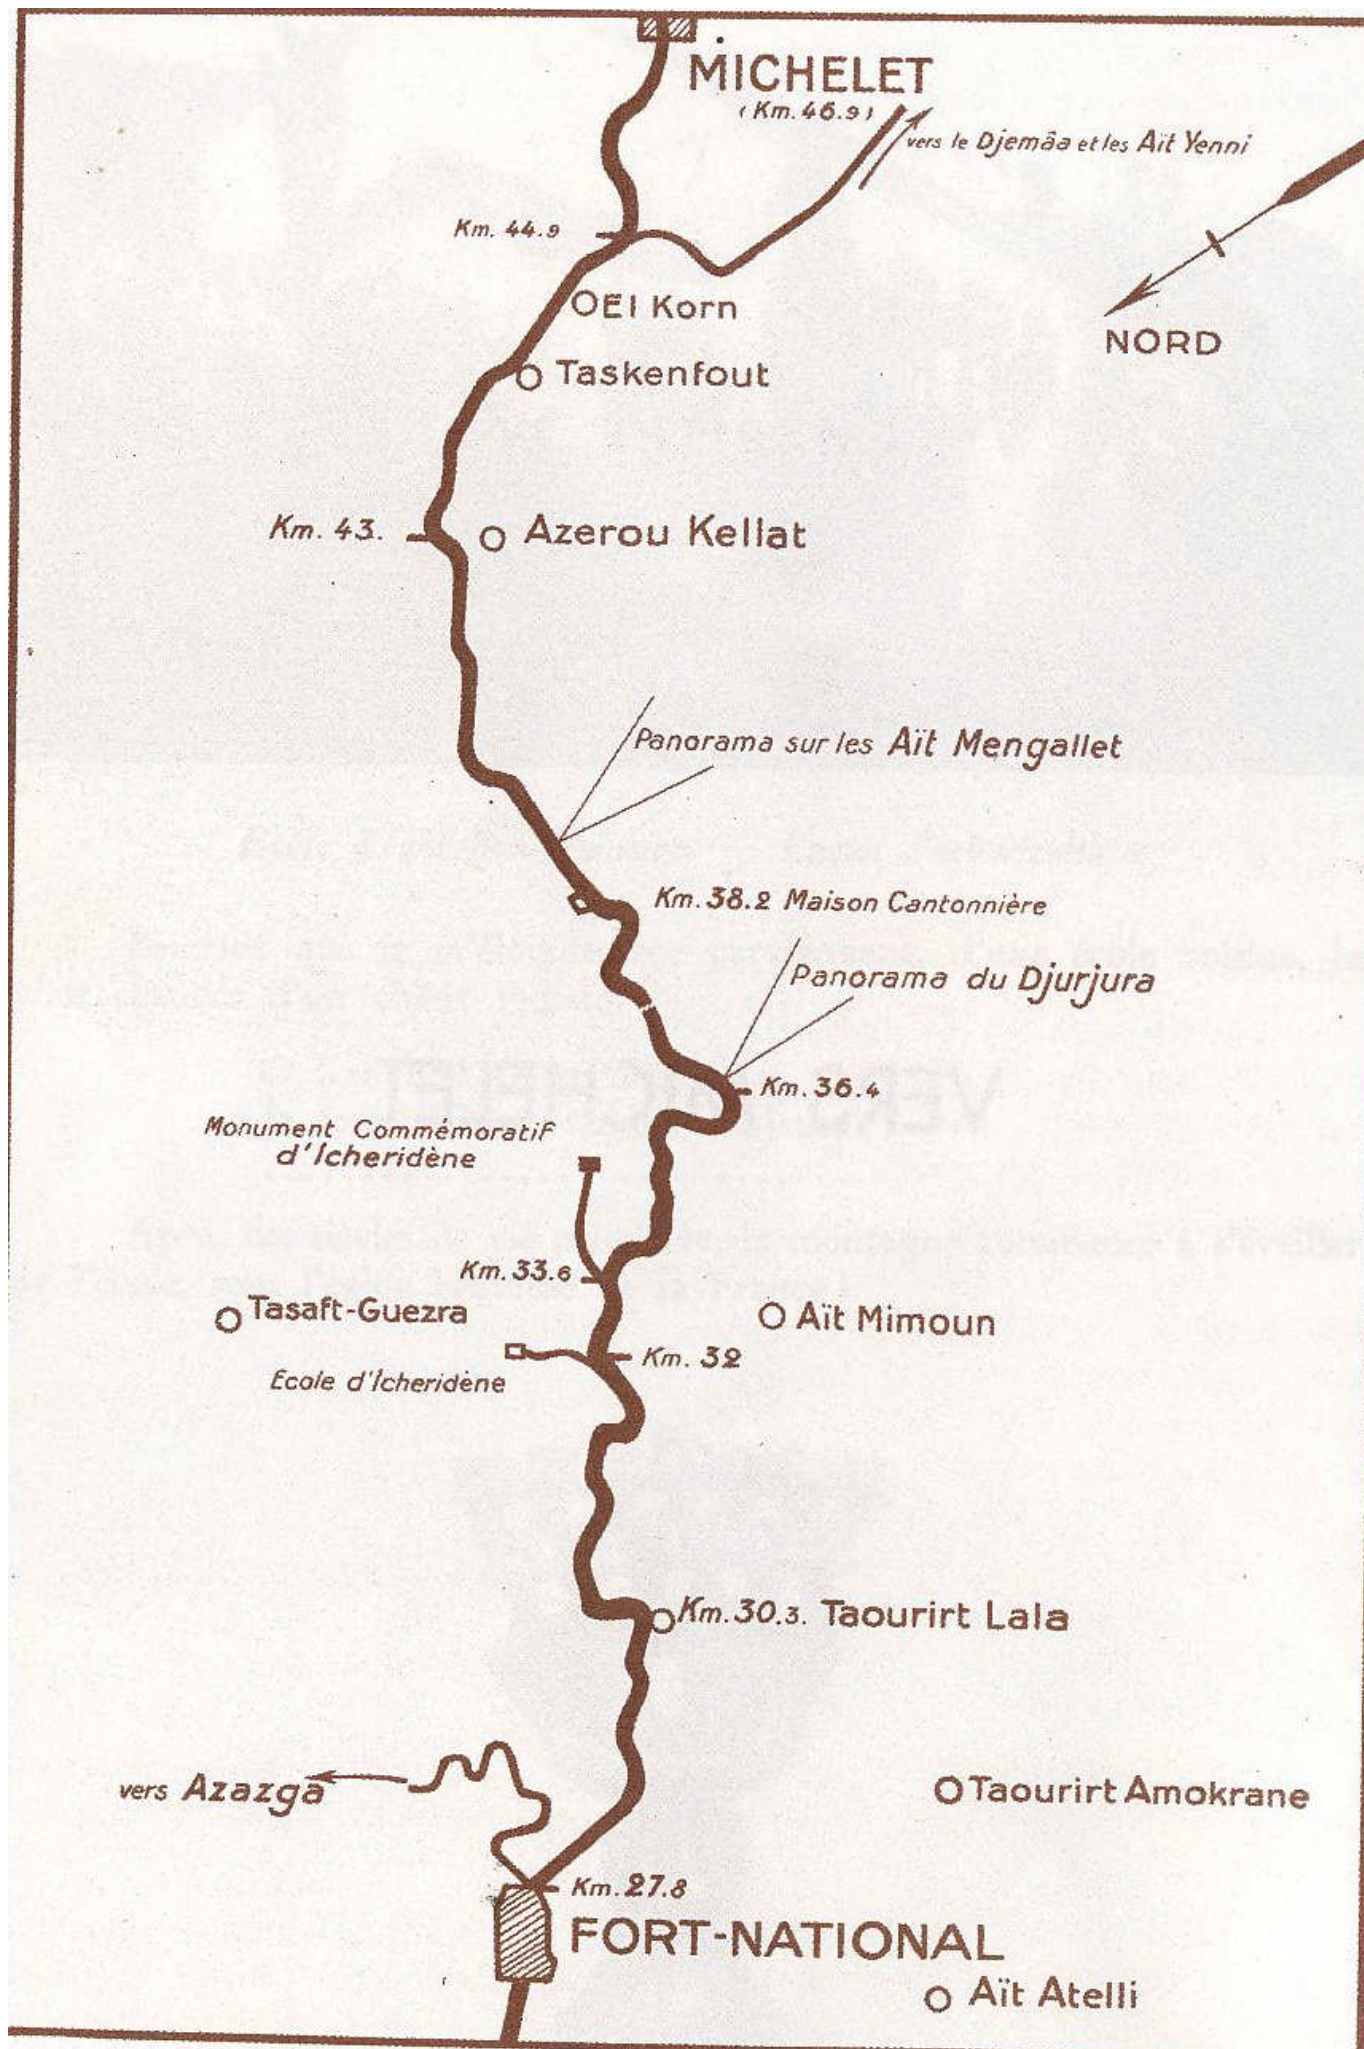 MICHELET
(Km. 46.9)
vers le Djemâa et les Aït Yenni
Km. 44.9
NORD
El Korn
Taskenfout
Km. 43.
Azerou Kellat
Panorama sur les Aït Mengallet
Km. 38.2 Maison Cantonnière
Panorama du Djurjura
Km. 36.4
Monument Commémoratif
d'Icheridène
Km. 33.6
Tasaft-Guezra
Aït Mimoun
Km. 32
Ecole d'Icheridène
Km. 30.3. Taourirt Lala
vers Azazga
Taourirt Amokrane
Km. 27.8
FORT-NATIONAL
Aït Atelli